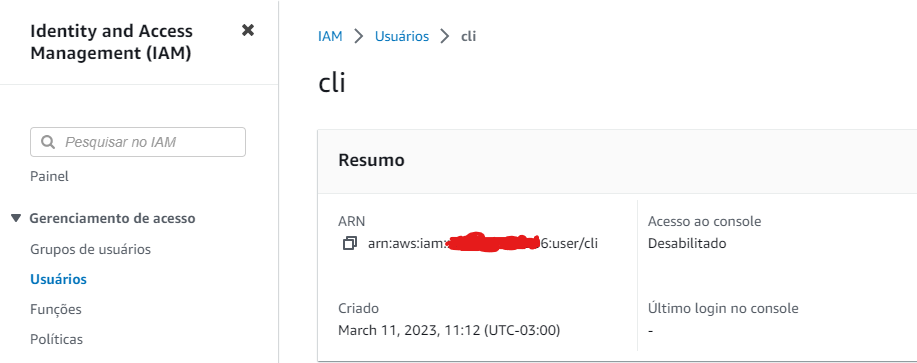 Identity and Access
Management (IAM)
Pesquisar no IAM
Painel
Gerenciamento de acesso
Grupos de usuários
Usuários
Funções
Políticas
IAM > Usuários > cli
cli
Resumo
ARN
arn:aws:iam: 6:user/cli
Acesso ao console
Desabilitado
Criado
March 11, 2023, 11:12 (UTC-03:00)
Último login no console
-